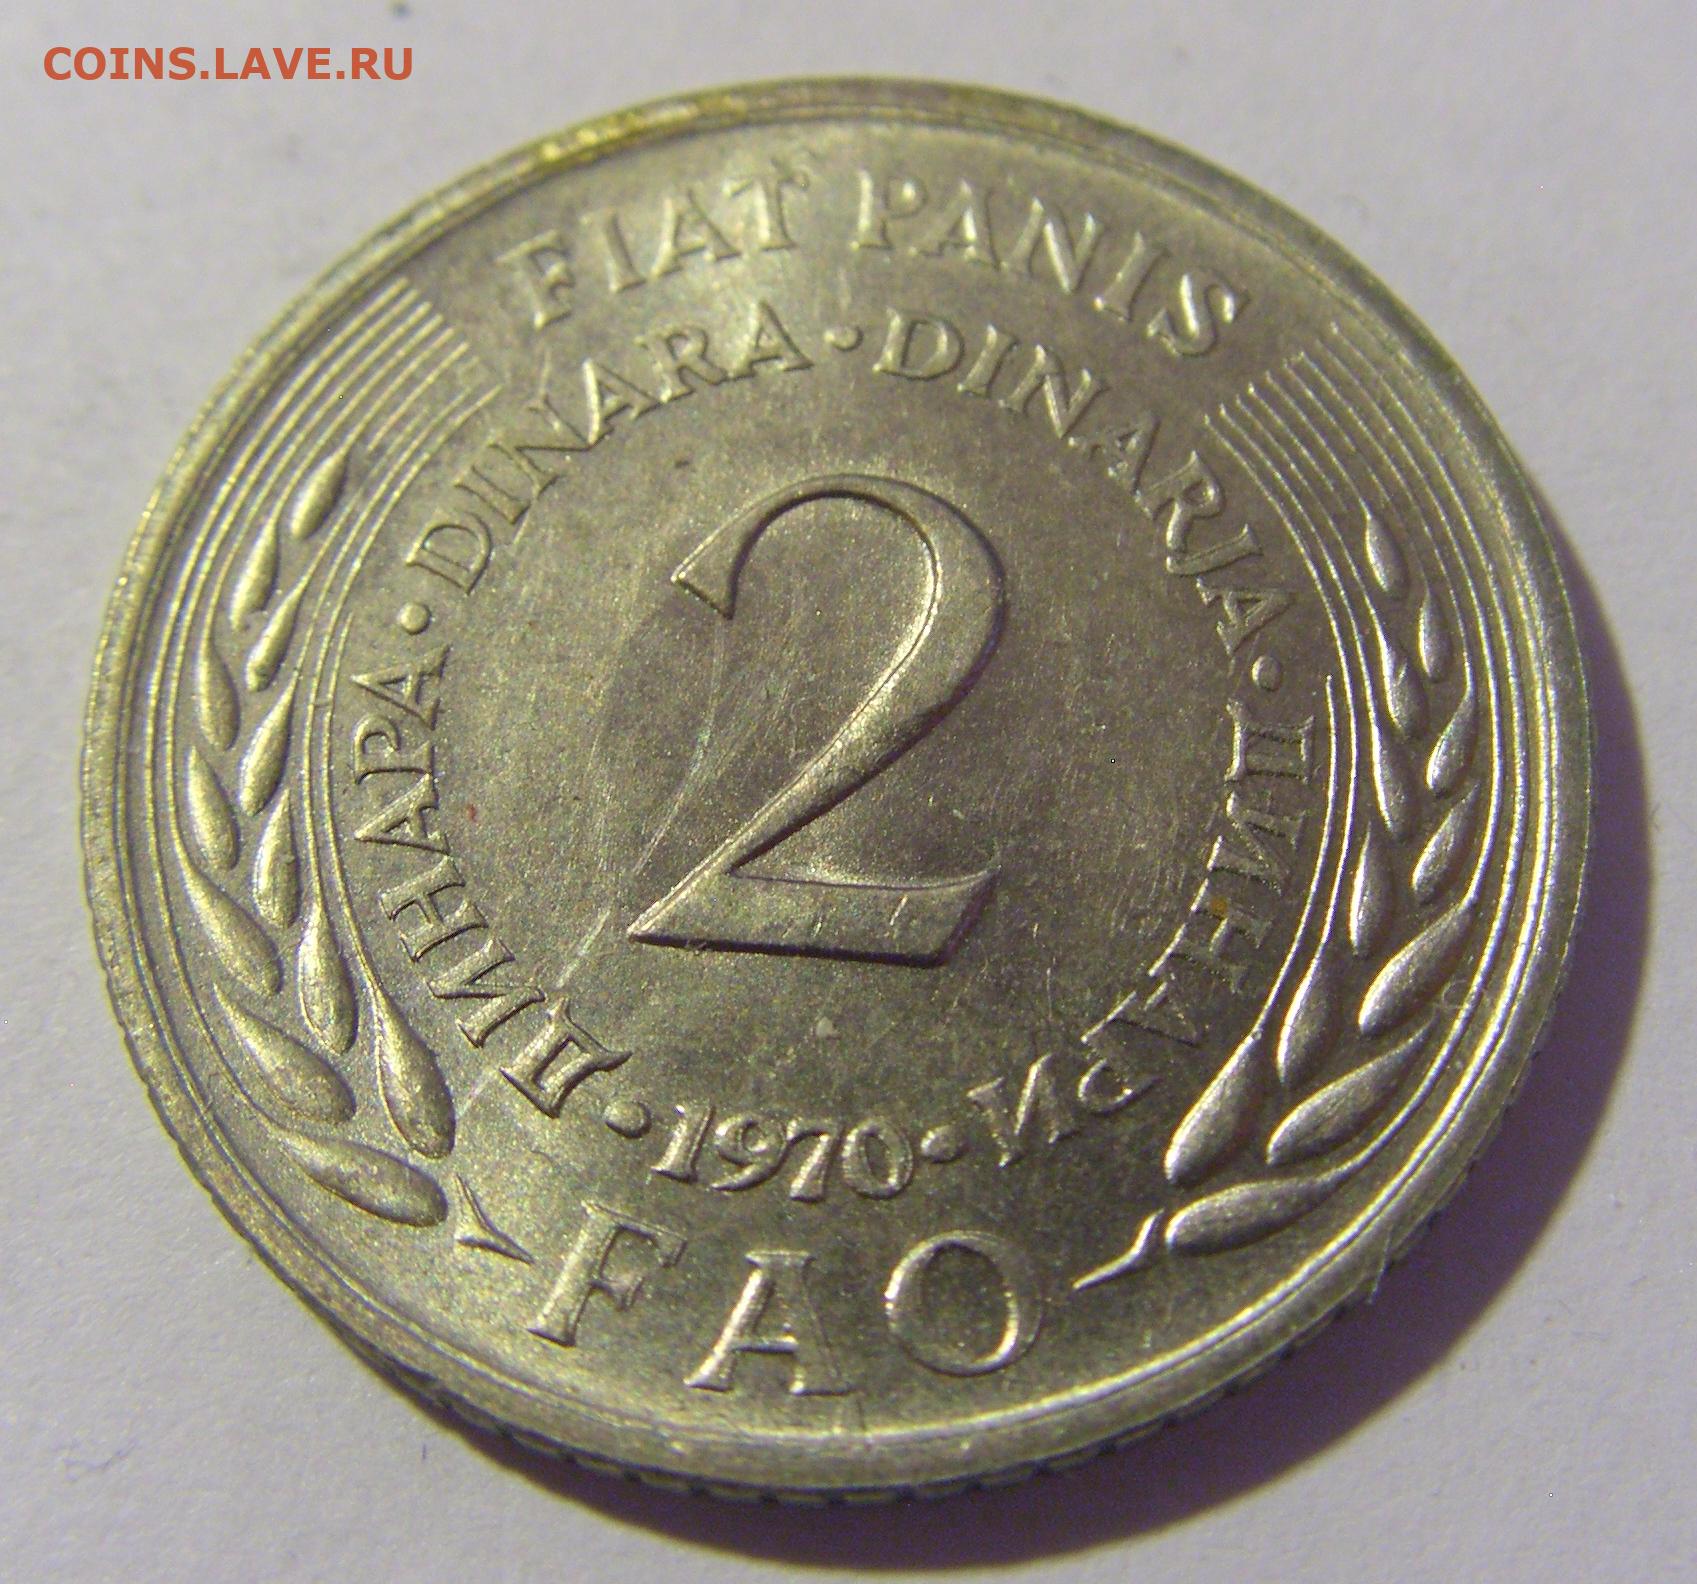 COINS.LAVE.RU
FIAT PANIS
ДИНАРА · DINARA · DINARJA · ДИНАРИ ·
2
1970
FAO